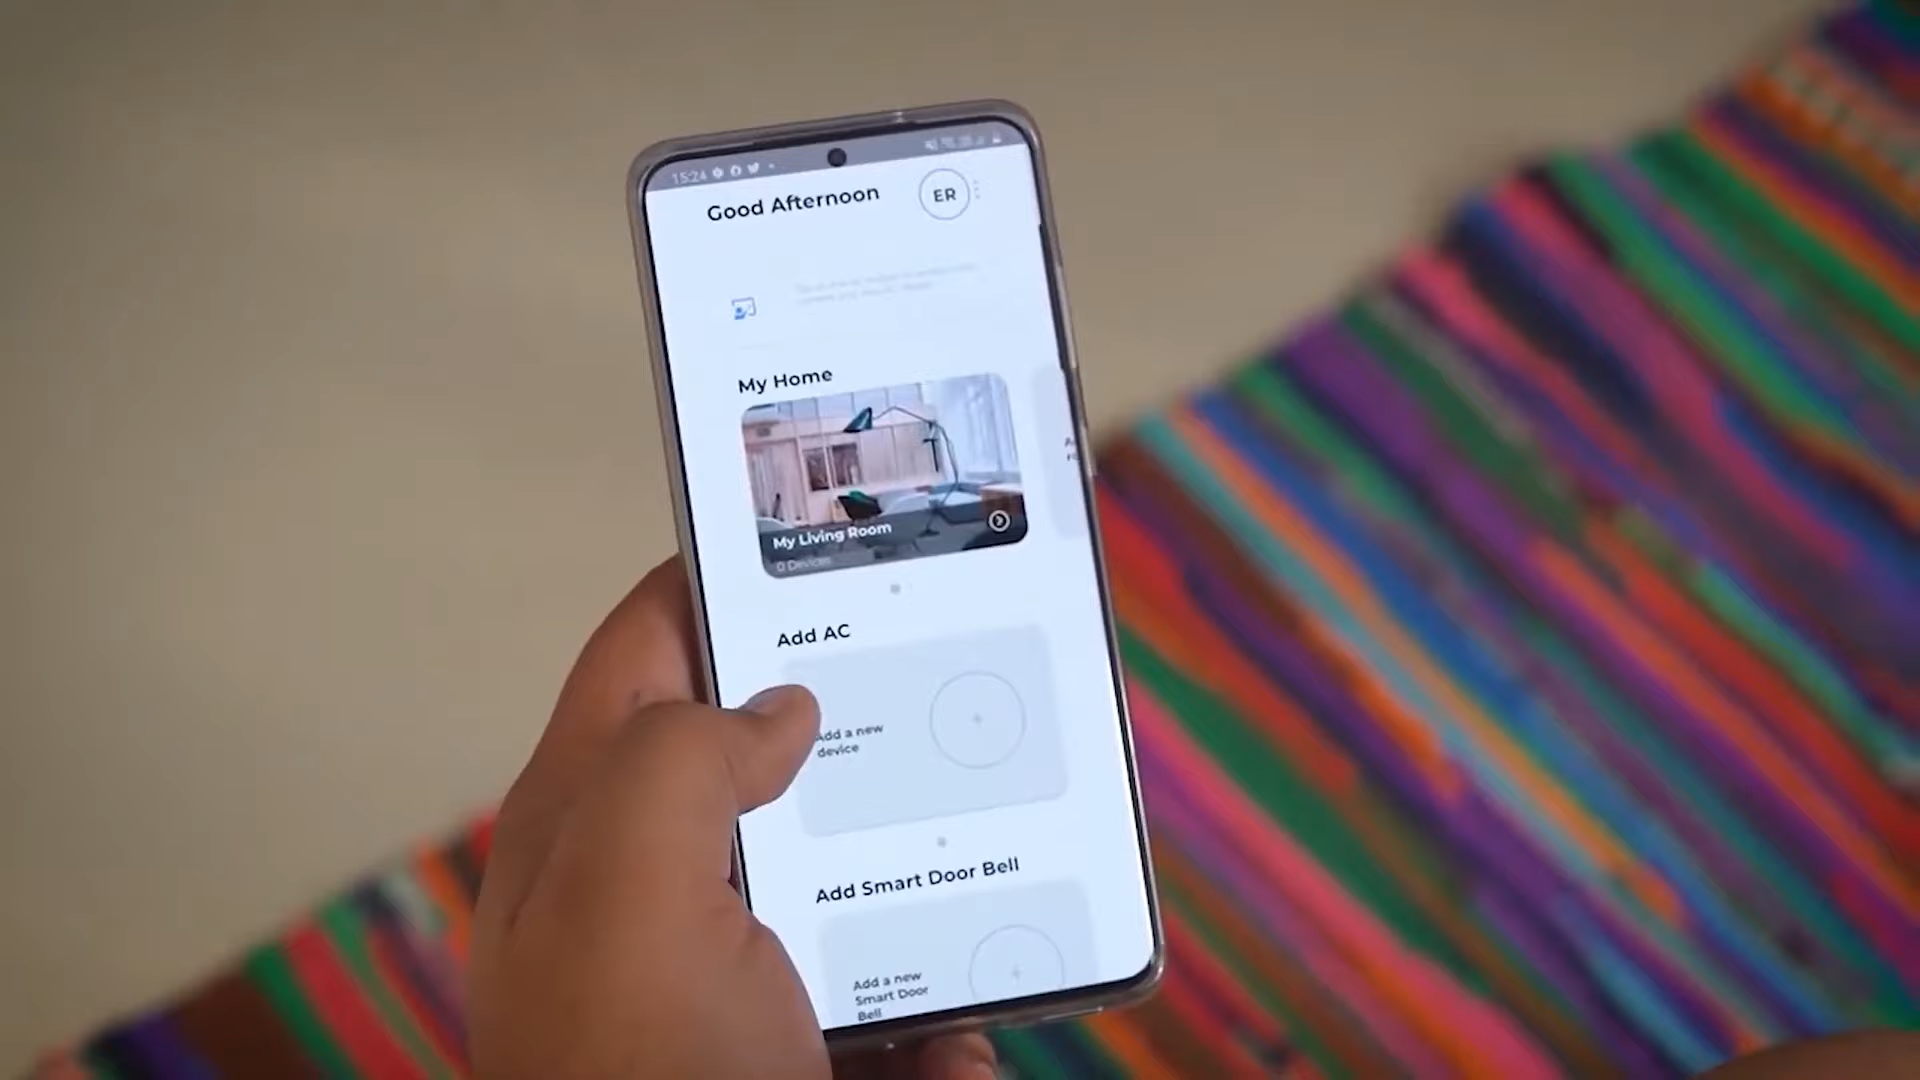 15:24
Good Afternoon
ER
My Home
My Living Room
0 Devices
Add AC
Add a new
device
Add Smart Door Bell
Add a new
Smart Door
Bell